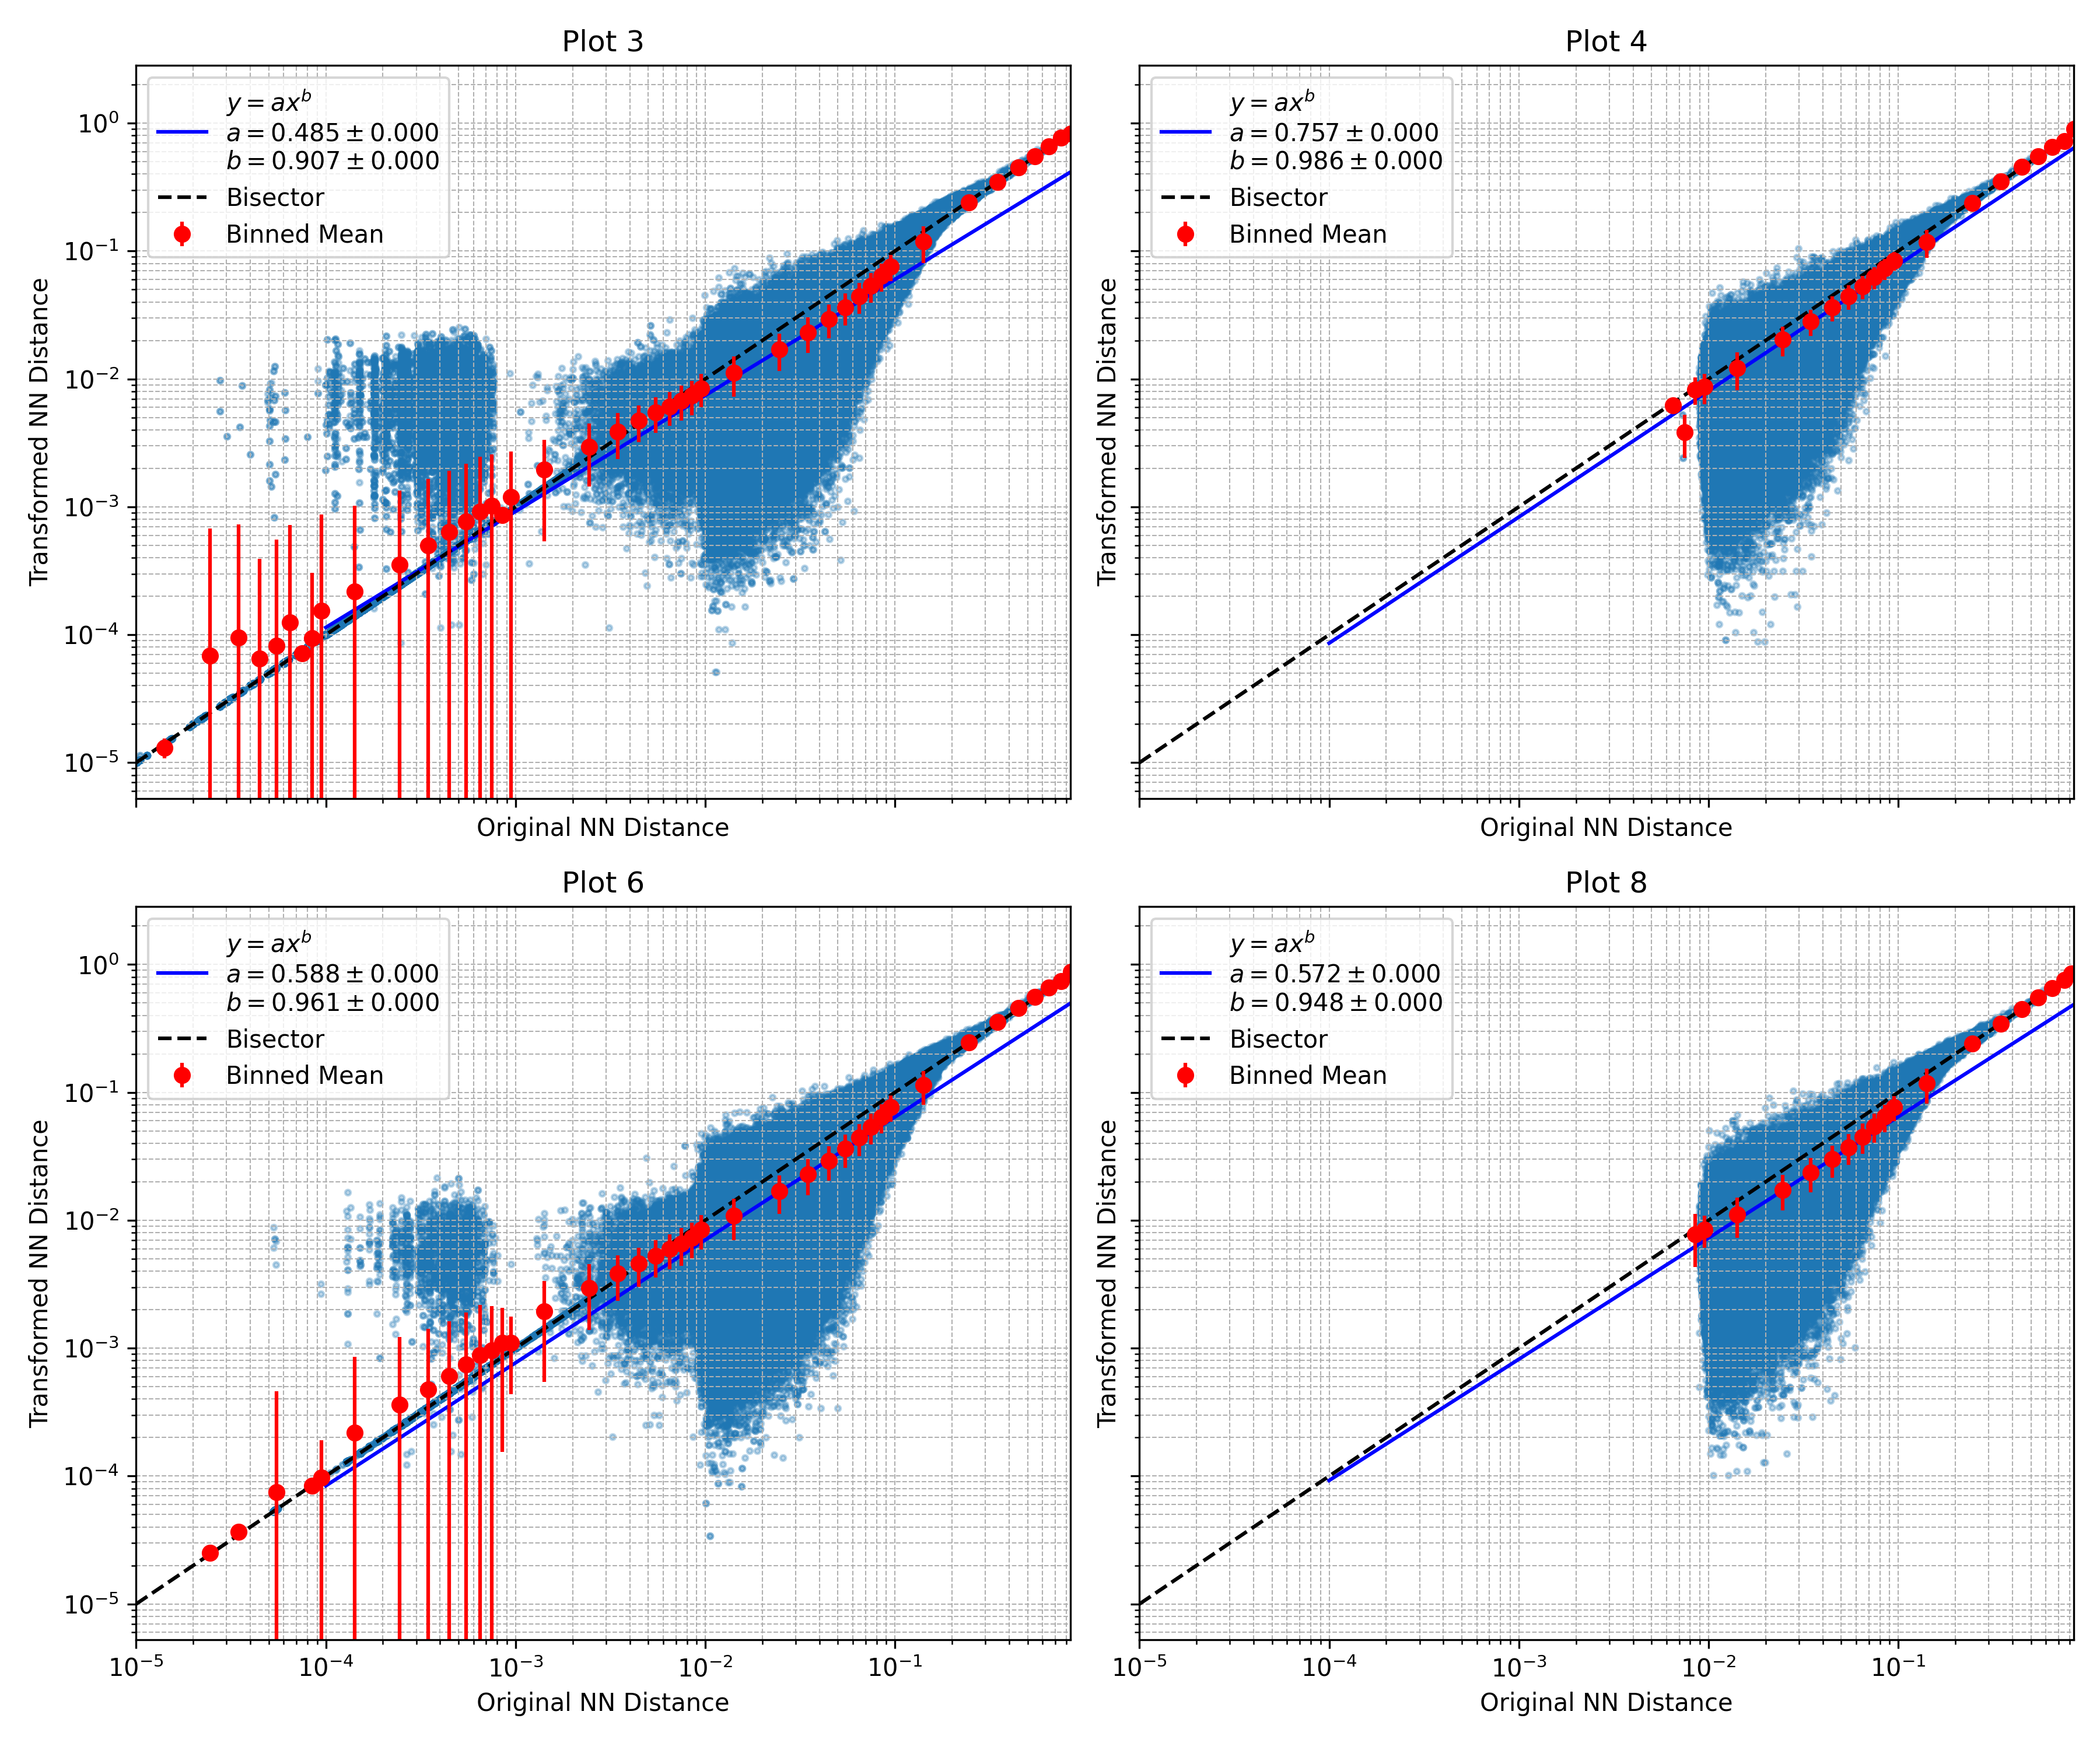 Plot 3
y = ax^b
a = 0.485 ± 0.000
b = 0.907 ± 0.000
Bisector
Binned Mean
10^0
10^-1
10^-2
10^-3
10^-4
10^-5
Transformed NN Distance
Original NN Distance
Plot 4
y = ax^b
a = 0.757 ± 0.000
b = 0.986 ± 0.000
Bisector
Binned Mean
Transformed NN Distance
Original NN Distance
Plot 6
y = ax^b
a = 0.588 ± 0.000
b = 0.961 ± 0.000
Bisector
Binned Mean
10^0
10^-1
10^-2
10^-3
10^-4
10^-5
Transformed NN Distance
10^-5 10^-4 10^-3 10^-2 10^-1
Original NN Distance
Plot 8
y = ax^b
a = 0.572 ± 0.000
b = 0.948 ± 0.000
Bisector
Binned Mean
Transformed NN Distance
10^-5 10^-4 10^-3 10^-2 10^-1
Original NN Distance